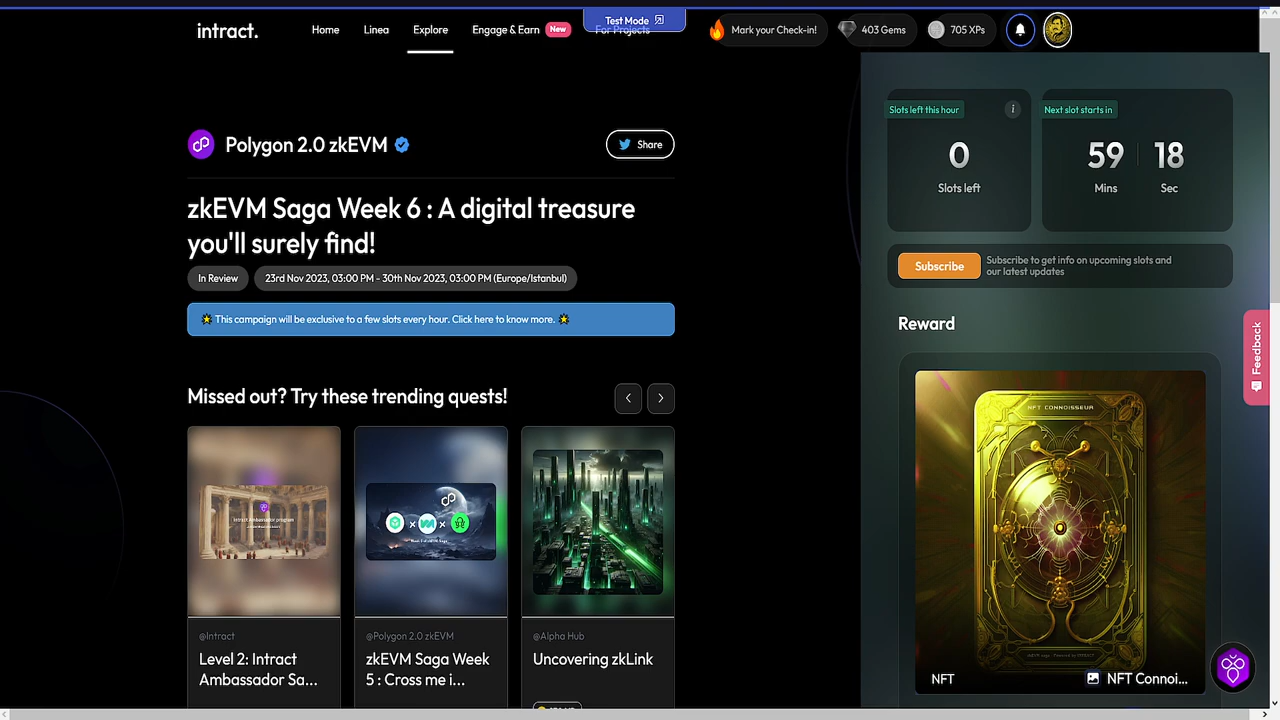 intract.
Home
Linea
Explore
Engage & Earn
New
Test Mode
For Projects
Mark your Check-in!
403 Gems
705 XPs
Polygon 2.0 zkEVM
Share
zkEVM Saga Week 6 : A digital treasure
you'll surely find!
In Review
23rd Nov 2023, 03:00 PM - 30th Nov 2023, 03:00 PM (Europe/Istanbul)
This campaign will be exclusive to a few slots every hour. Click here to know more.
Missed out? Try these trending quests!
Intract Ambassador program
@Intract
Level 2: Intract
Ambassador Sa...
@Polygon 2.0 zkEVM
zkEVM Saga Week
5 : Cross me i...
@Alpha Hub
Uncovering zkLink
Slots left this hour
i
0
Slots left
Next slot starts in
59
Mins
18
Sec
Subscribe
Subscribe to get info on upcoming slots and
our latest updates
Reward
Feedback
NFT CONNOISSEUR
NFT
NFT Connoi...